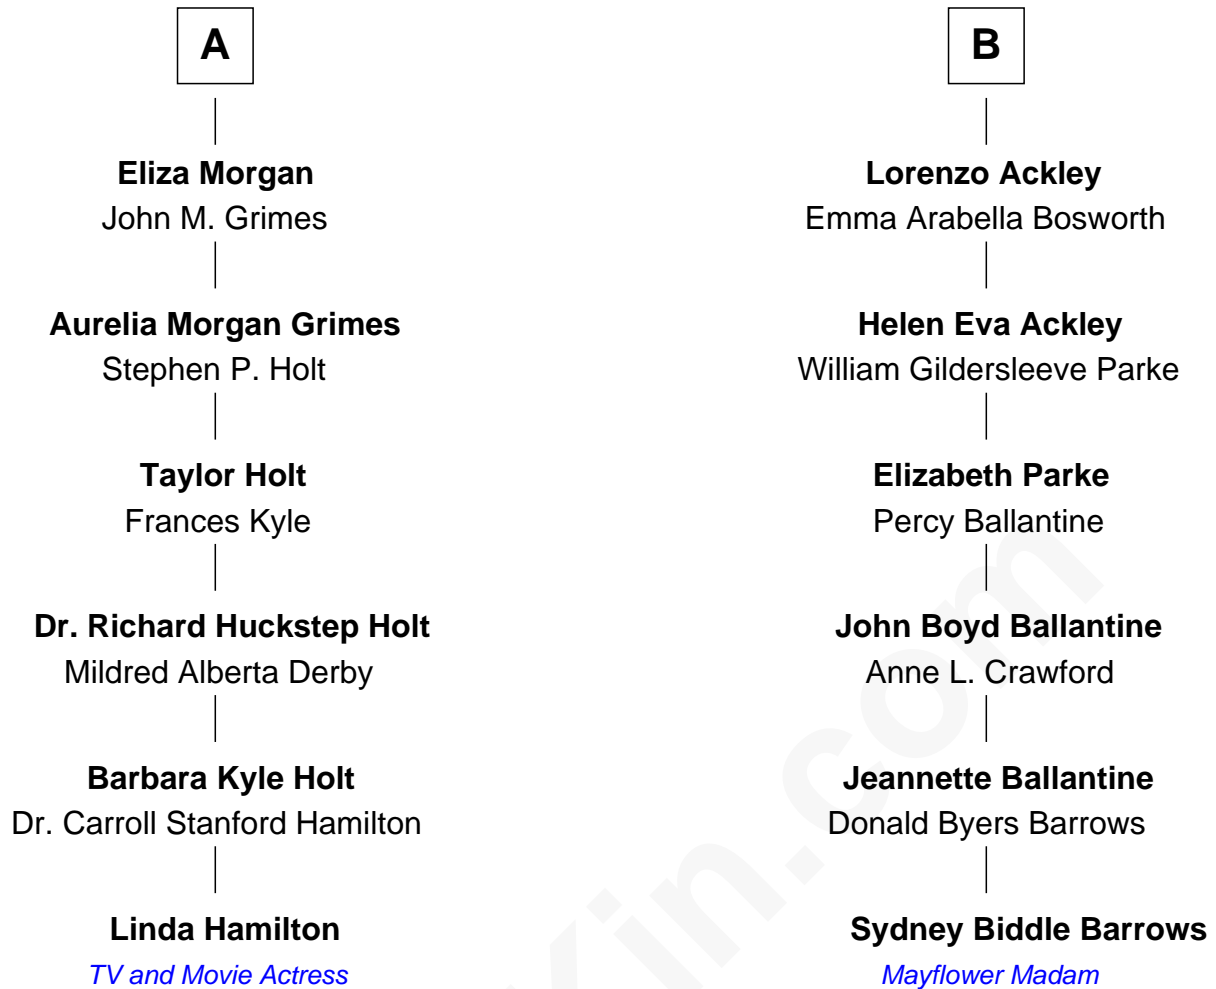 A
Eliza Morgan
John M. Grimes
Aurelia Morgan Grimes
Stephen P. Holt
Taylor Holt
Frances Kyle
Dr. Richard Huckstep Holt
Mildred Alberta Derby
Barbara Kyle Holt
Dr. Carroll Stanford Hamilton
Linda Hamilton
TV and Movie Actress
B
Lorenzo Ackley
Emma Arabella Bosworth
Helen Eva Ackley
William Gildersleeve Parke
Elizabeth Parke
Percy Ballantine
John Boyd Ballantine
Anne L. Crawford
Jeannette Ballantine
Donald Byers Barrows
Sydney Biddle Barrows
Mayflower Madam
Kin.com